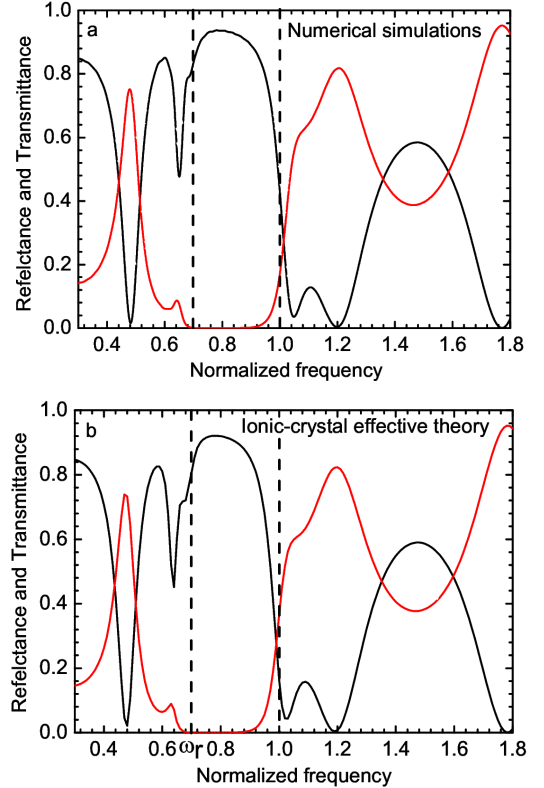 1.0
a
Numerical simulations
0.8
0.6
0.4
0.2
0.0
Refelctance and Transmittance
0.4 0.6 0.8 1.0 1.2 1.4 1.6 1.8
Normalized frequency
1.0
b
Ionic-crystal effective theory
0.8
0.6
0.4
0.2
0.0
Refelctance and Transmittance
0.4 0.6 ωr 0.8 1.0 1.2 1.4 1.6 1.8
Normalized frequency